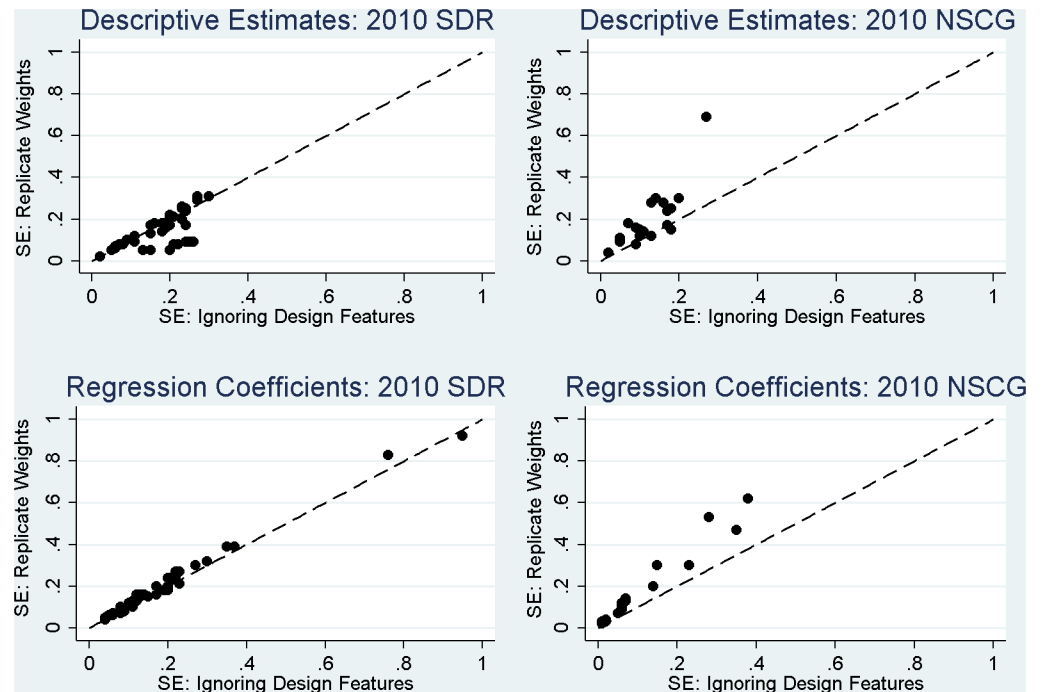 Descriptive Estimates: 2010 SDR
SE: Replicate Weights
1
.8
.6
.4
.2
0
0 .2 .4 .6 .8 1
SE: Ignoring Design Features
Descriptive Estimates: 2010 NSCG
SE: Replicate Weights
1
.8
.6
.4
.2
0
0 .2 .4 .6 .8 1
SE: Ignoring Design Features
Regression Coefficients: 2010 SDR
SE: Replicate Weights
1
.8
.6
.4
.2
0
0 .2 .4 .6 .8 1
SE: Ignoring Design Features
Regression Coefficients: 2010 NSCG
SE: Replicate Weights
1
.8
.6
.4
.2
0
0 .2 .4 .6 .8 1
SE: Ignoring Design Features